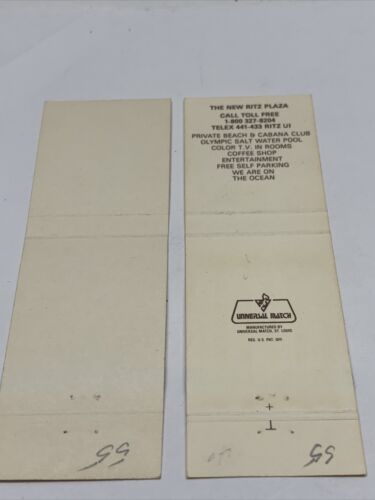 THE NEW RITZ PLAZA
CALL TOLL FREE
1-800 327-8204
TELEX 441-433 RITZ UI
PRIVATE BEACH & CABANA CLUB
OLYMPIC SALT WATER POOL
COLOR T.V. IN ROOMS
COFFEE SHOP
ENTERTAINMENT
FREE SELF PARKING
WE ARE ON
THE OCEAN
UNIVERSAL MATCH
MANUFACTURED BY
UNIVERSAL MATCH, ST. LOUIS
REG. U.S. PAT. OFF.
55
55